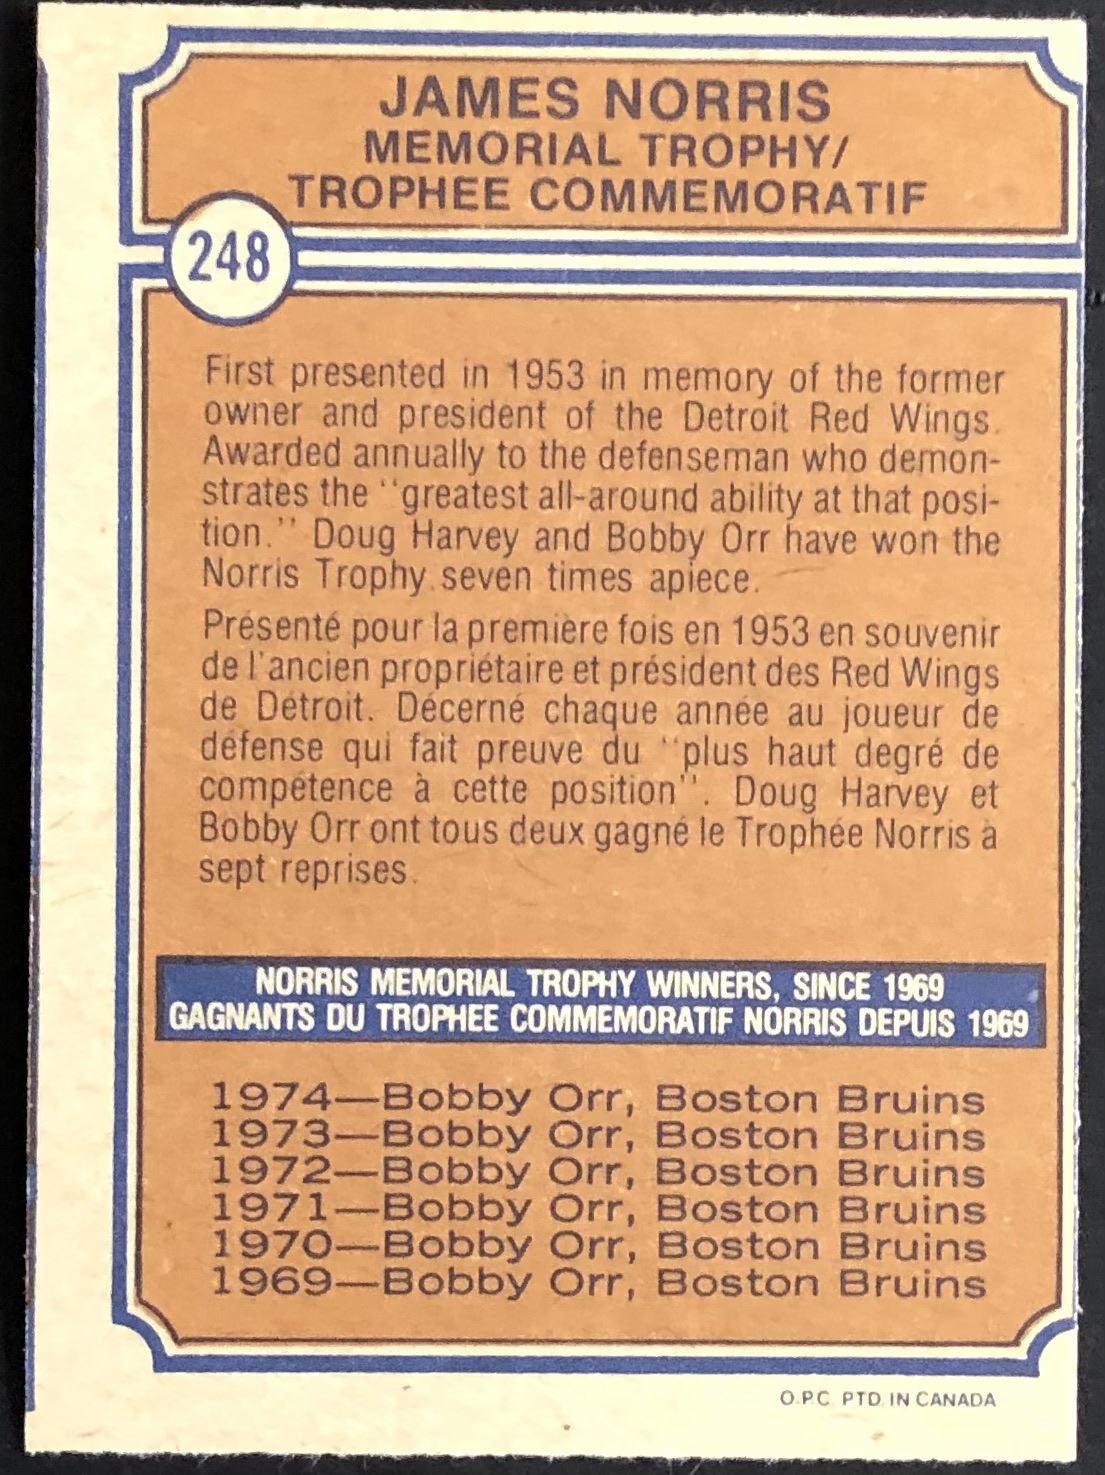 JAMES NORRIS
MEMORIAL TROPHY/
TROPHEE COMMEMORATIF
248
First presented in 1953 in memory of the former
owner and president of the Detroit Red Wings.
Awarded annually to the defenseman who demon-
strates the "greatest all-around ability at that posi-
tion." Doug Harvey and Bobby Orr have won the
Norris Trophy seven times apiece.
Présenté pour la première fois en 1953 en souvenir
de l'ancien propriétaire et président des Red Wings
de Détroit. Décerné chaque année au joueur de
défense qui fait preuve du "plus haut degré de
compétence à cette position". Doug Harvey et
Bobby Orr ont tous deux gagné le Trophée Norris à
sept reprises.
NORRIS MEMORIAL TROPHY WINNERS, SINCE 1969
GAGNANTS DU TROPHEE COMMEMORATIF NORRIS DEPUIS 1969
1974—Bobby Orr, Boston Bruins
1973—Bobby Orr, Boston Bruins
1972—Bobby Orr, Boston Bruins
1971—Bobby Orr, Boston Bruins
1970—Bobby Orr, Boston Bruins
1969—Bobby Orr, Boston Bruins
O.P.C. PTD. IN CANADA